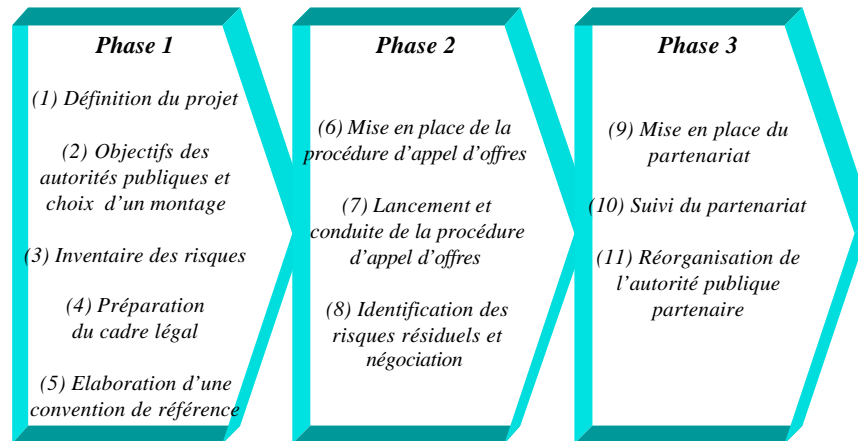 Phase 1
(1) Définition du projet
(2) Objectifs des
autorités publiques et
choix d'un montage
(3) Inventaire des risques
(4) Préparation
du cadre légal
(5) Elaboration d'une
convention de référence
Phase 2
(6) Mise en place de la
procédure d'appel d'offres
(7) Lancement et
conduite de la procédure
d'appel d'offres
(8) Identification des
risques résiduels et
négociation
Phase 3
(9) Mise en place du
partenariat
(10) Suivi du partenariat
(11) Réorganisation de
l'autorité publique
partenaire